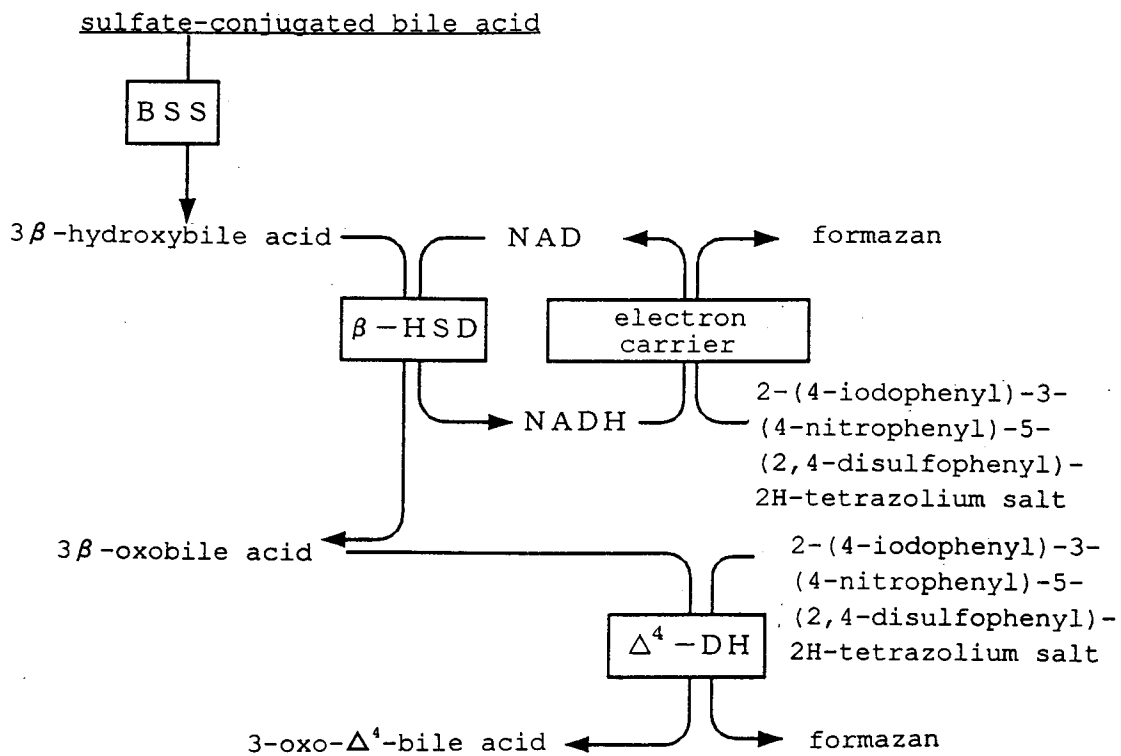 sulfate-conjugated bile acid
BSS
3β-hydroxybile acid
NAD
formazan
β-HSD
electron
carrier
NADH
2-(4-iodophenyl)-3-
(4-nitrophenyl)-5-
(2,4-disulfophenyl)-
2H-tetrazolium salt
3β-oxobile acid
2-(4-iodophenyl)-3-
(4-nitrophenyl)-5-
(2,4-disulfophenyl)-
2H-tetrazolium salt
Δ⁴-DH
3-oxo-Δ⁴-bile acid
formazan